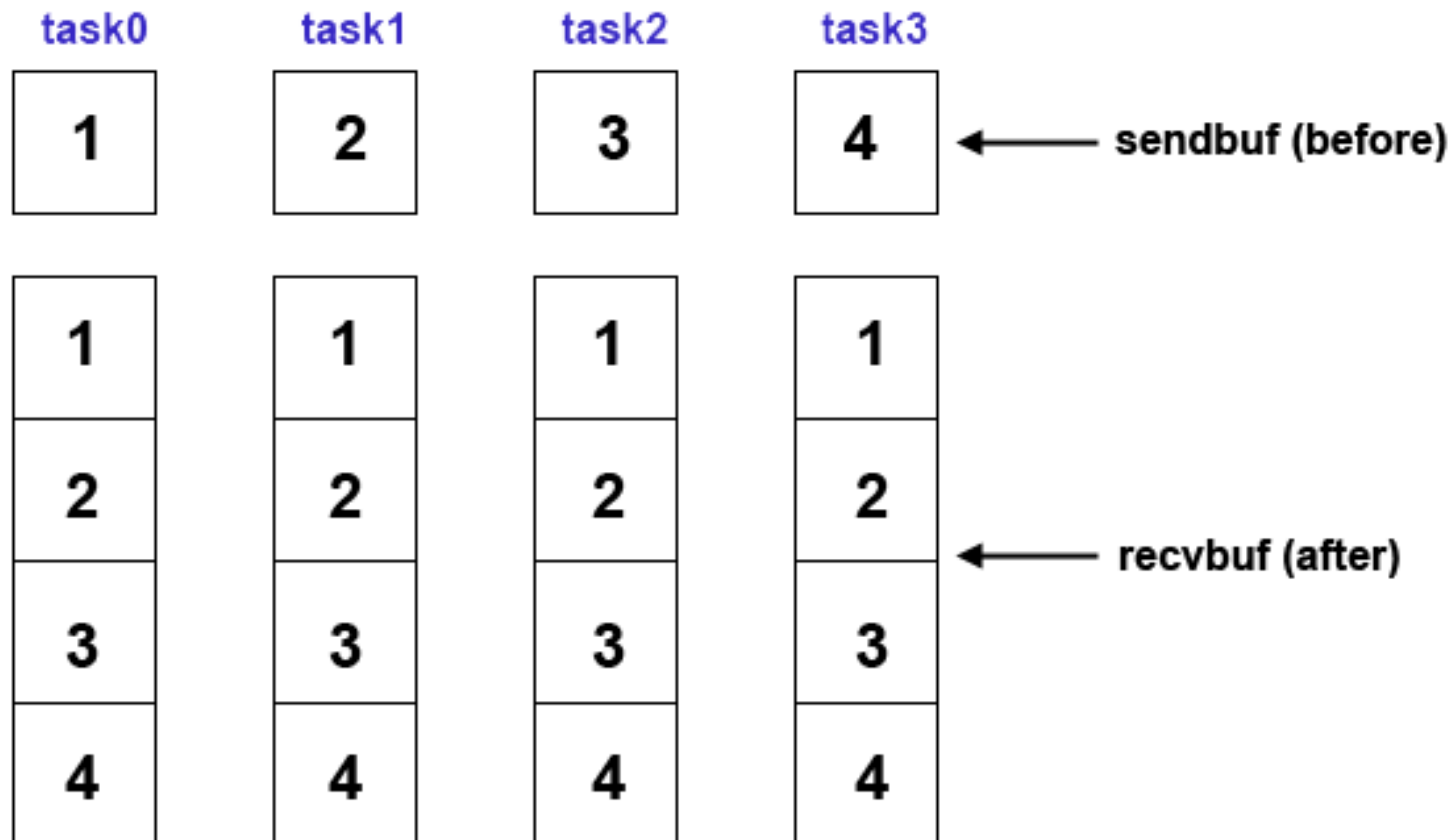 task0 task1 task2 task3
1 2 3 4 sendbuf (before)
1 1 1 1
2 2 2 2
recvbuf (after)
3 3 3 3
4 4 4 4